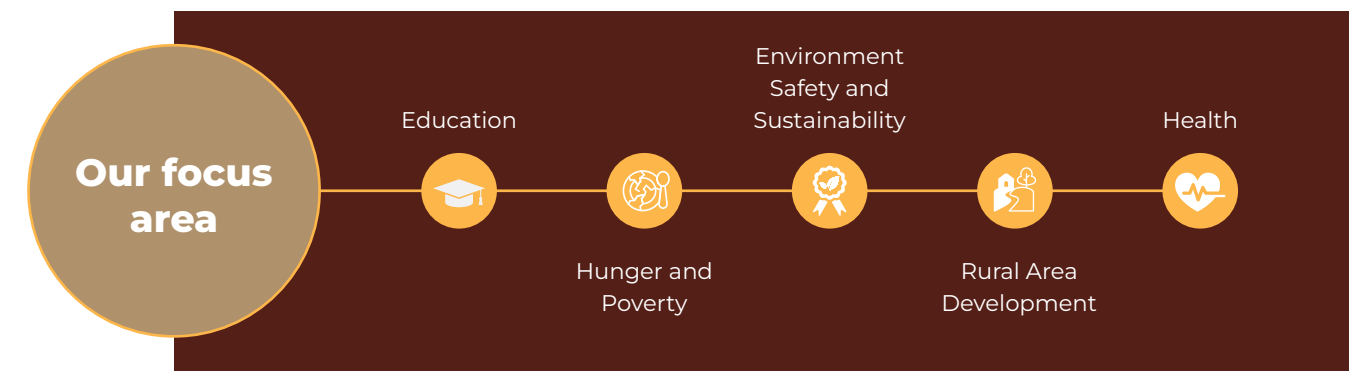 Our focus
area
Education
Hunger and
Poverty
Environment
Safety and
Sustainability
Rural Area
Development
Health